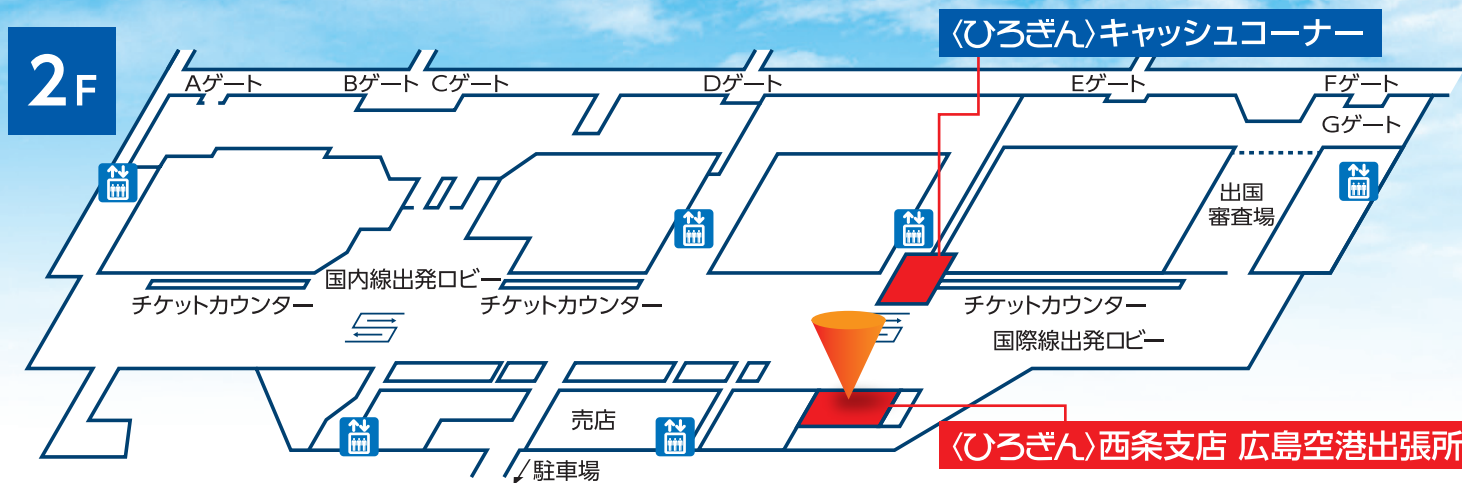 〈ひろぎん〉キャッシュコーナー
2F
Aゲート
Bゲート
Cゲート
Dゲート
Eゲート
Fゲート
Gゲート
出国
審査場
国内線出発ロビー
チケットカウンター
チケットカウンター
チケットカウンター
国際線出発ロビー
売店
〈ひろぎん〉西条支店 広島空港出張所
駐車場